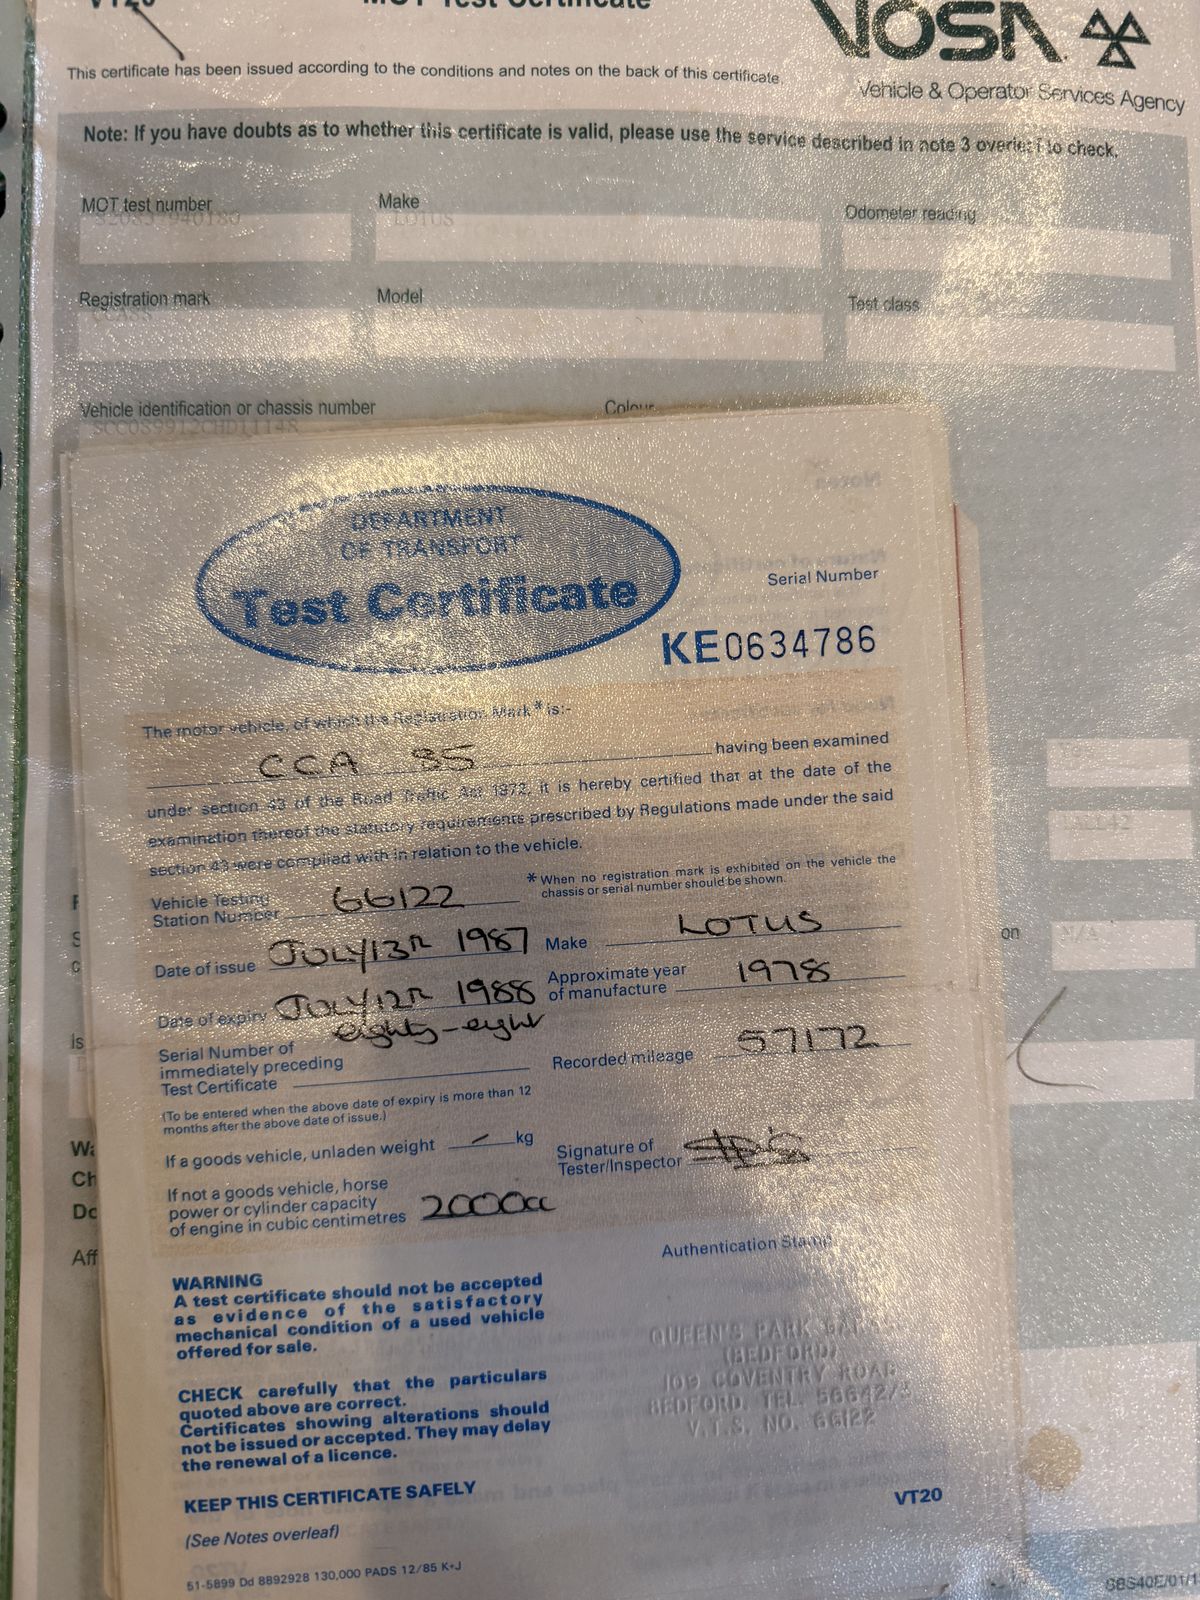 VT20
MOT Test Certificate
VOSA
Vehicle & Operator Services Agency
This certificate has been issued according to the conditions and notes on the back of this certificate.
Note: If you have doubts as to whether this certificate is valid, please use the service described in note 3 overleaf to check.
MOT test number
Make
LOTUS
Odometer reading
Registration mark
Model
Test class
Vehicle identification or chassis number
Colour
DEPARTMENT
OF TRANSPORT
Test Certificate
Serial Number
KE0634786
The motor vehicle, of which the Registration Mark* is:-
CCA 85 having been examined
under section 43 of the Road Traffic Act 1972, it is hereby certified that at the date of the
examination thereof the statutory requirements prescribed by Regulations made under the said
section 43 were complied with in relation to the vehicle.
* When no registration mark is exhibited on the vehicle the
chassis or serial number should be shown.
Vehicle Testing
Station Number 66122
Date of issue JULY/13th 1987
Make LOTUS
Date of expiry JULY/12th 1988
eighty-eight
Approximate year
of manufacture 1978
Serial Number of
immediately preceding
Test Certificate
Recorded mileage 57172
(To be entered when the above date of expiry is more than 12
months after the above date of issue.)
If a goods vehicle, unladen weight kg
Signature of
Tester/Inspector
If not a goods vehicle, horse
power or cylinder capacity
of engine in cubic centimetres 2000cc
Authentication Stamp
WARNING
A test certificate should not be accepted
as evidence of the satisfactory
mechanical condition of a used vehicle
offered for sale.
QUEEN'S PARK
(BEDFORD)
109 COVENTRY ROAD
BEDFORD. TEL.
V.T.S. NO. 66122
CHECK carefully that the particulars
quoted above are correct.
Certificates showing alterations should
not be issued or accepted. They may delay
the renewal of a licence.
KEEP THIS CERTIFICATE SAFELY
(See Notes overleaf)
VT20
51-5899 Dd 8892928 130,000 PADS 12/85 K+J
on
N/A